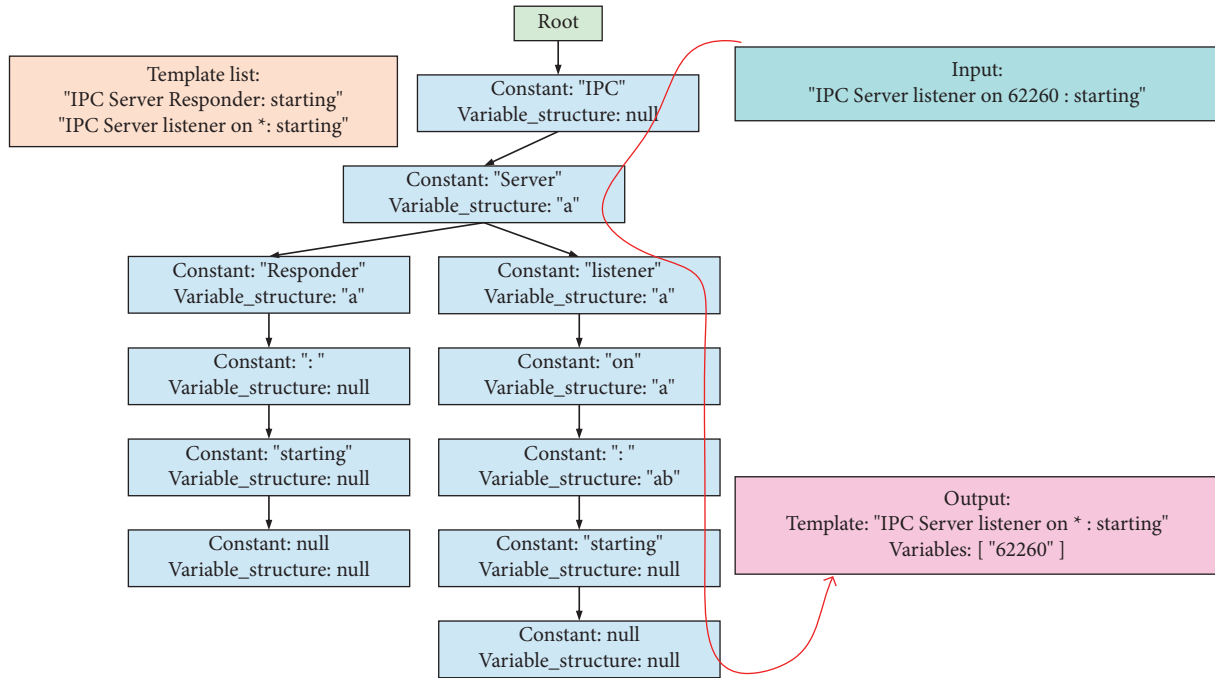 Root
Template list:
"IPC Server Responder: starting"
"IPC Server listener on *: starting"
Constant: "IPC"
Variable_structure: null
Input:
"IPC Server listener on 62260 : starting"
Constant: "Server"
Variable_structure: "a"
Constant: "Responder"
Variable_structure: "a"
Constant: "listener"
Variable_structure: "a"
Constant: ": "
Variable_structure: null
Constant: "on"
Variable_structure: "a"
Constant: "starting"
Variable_structure: null
Constant: ": "
Variable_structure: "ab"
Constant: null
Variable_structure: null
Constant: "starting"
Variable_structure: null
Constant: null
Variable_structure: null
Output:
Template: "IPC Server listener on * : starting"
Variables: [ "62260" ]